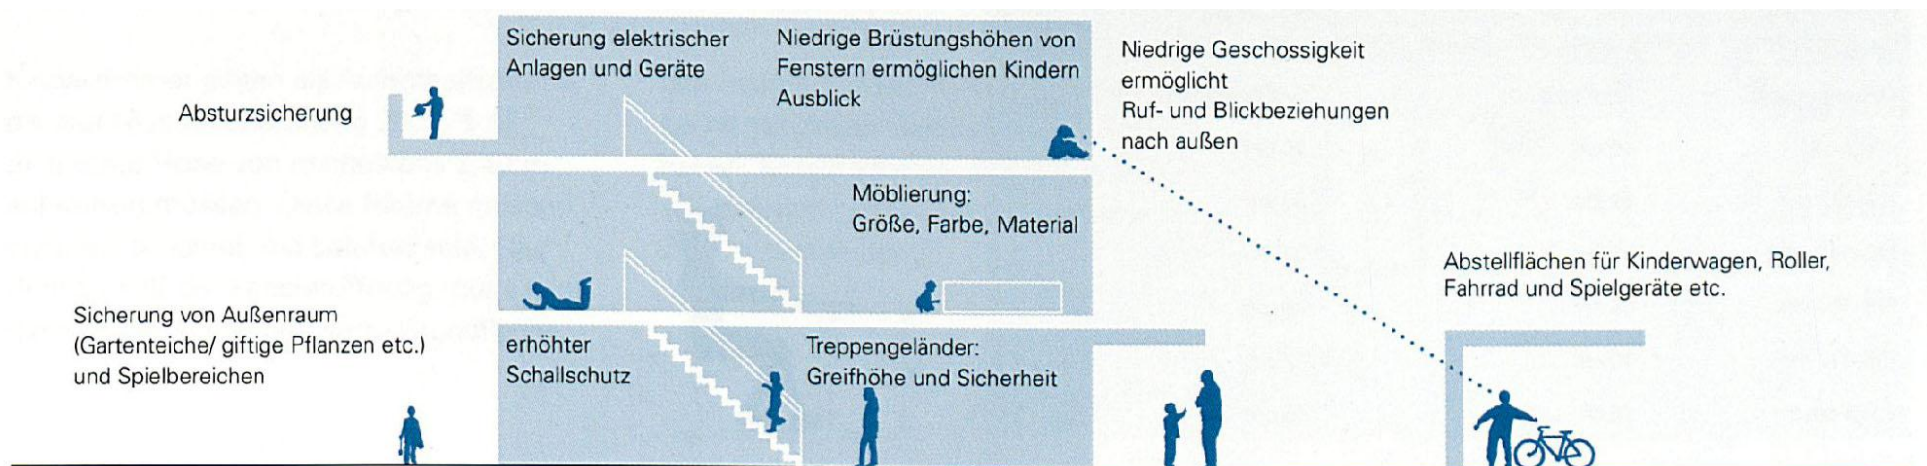 Absturzsicherung
Sicherung elektrischer
Anlagen und Geräte
Niedrige Brüstungshöhen von
Fenstern ermöglichen Kindern
Ausblick
Niedrige Geschossigkeit
ermöglicht
Ruf- und Blickbeziehungen
nach außen
Möblierung:
Größe, Farbe, Material
Abstellflächen für Kinderwagen, Roller,
Fahrrad und Spielgeräte etc.
Sicherung von Außenraum
(Gartenteiche/ giftige Pflanzen etc.)
und Spielbereichen
erhöhter
Schallschutz
Treppengeländer:
Greifhöhe und Sicherheit